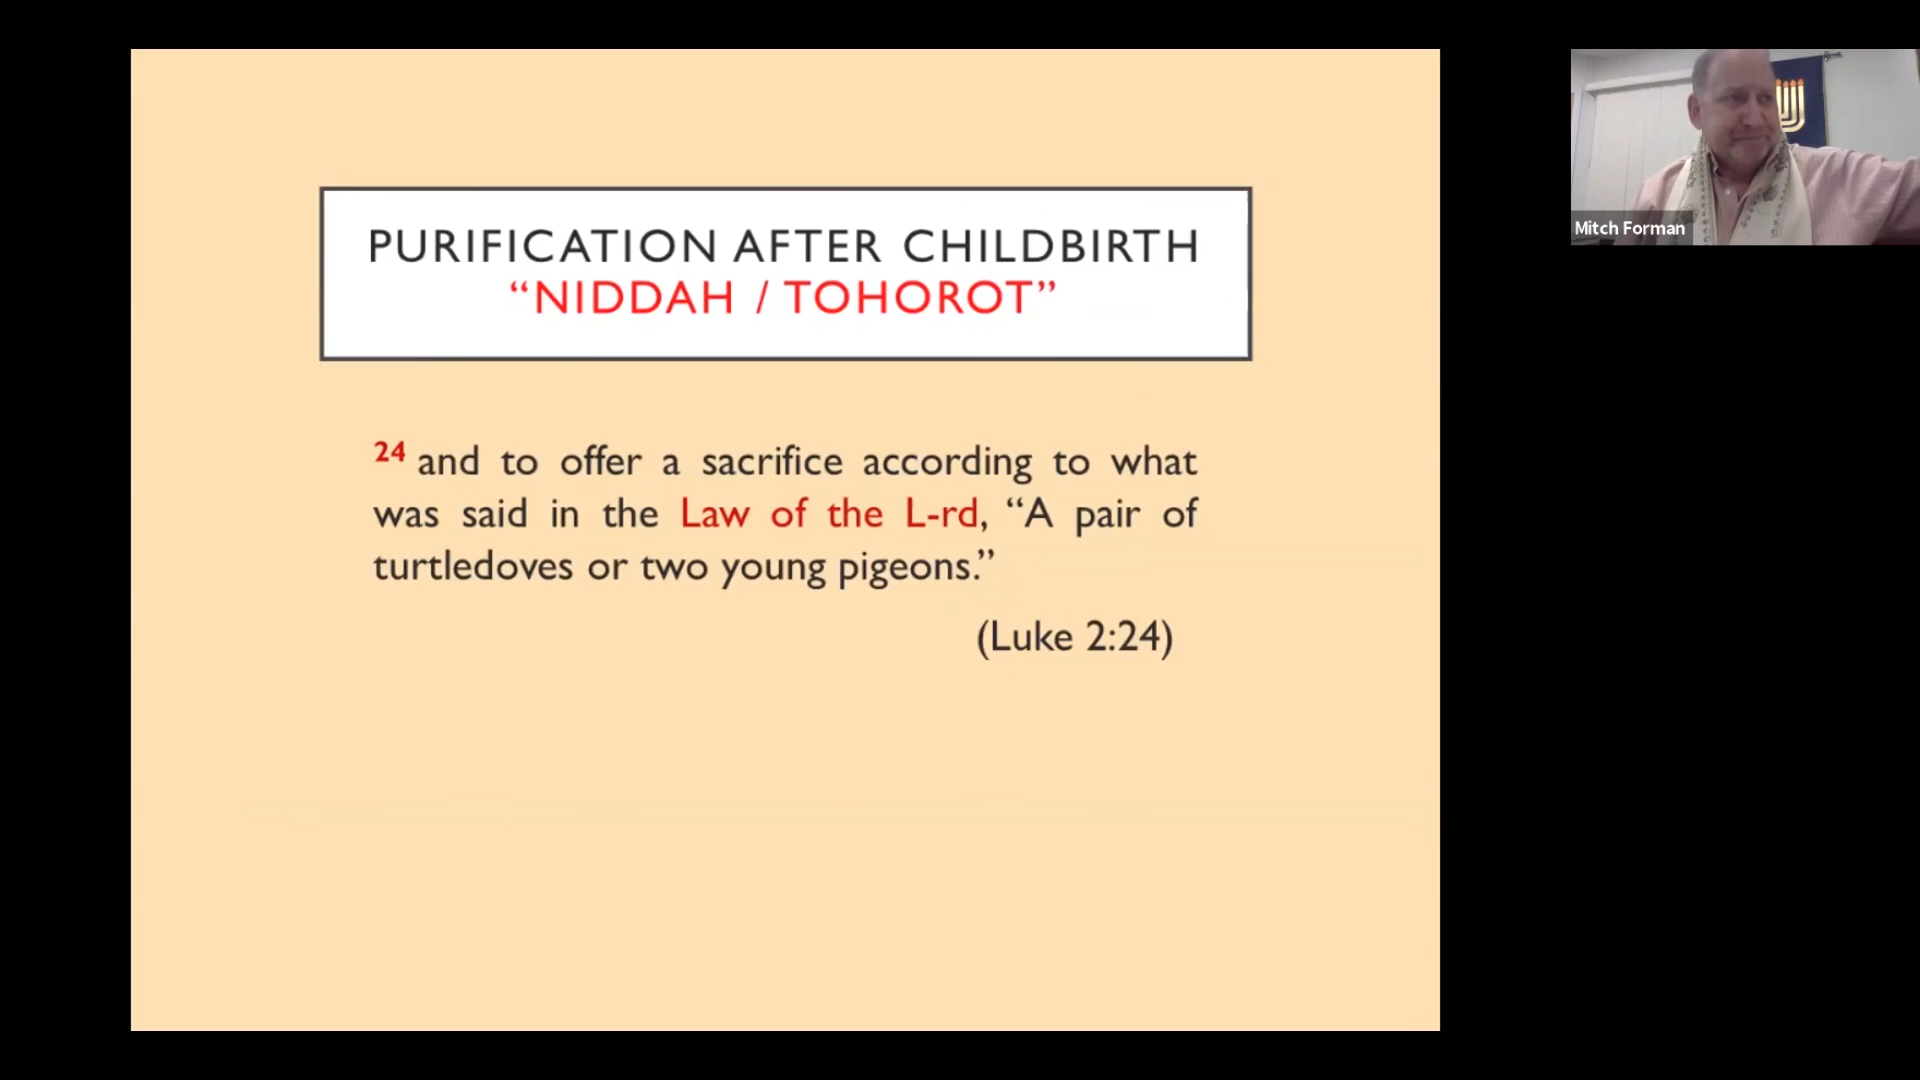 PURIFICATION AFTER CHILDBIRTH
“NIDDAH / TOHOROT”
24 and to offer a sacrifice according to what
was said in the Law of the L-rd, “A pair of
turtledoves or two young pigeons.”
(Luke 2:24)
Mitch Forman